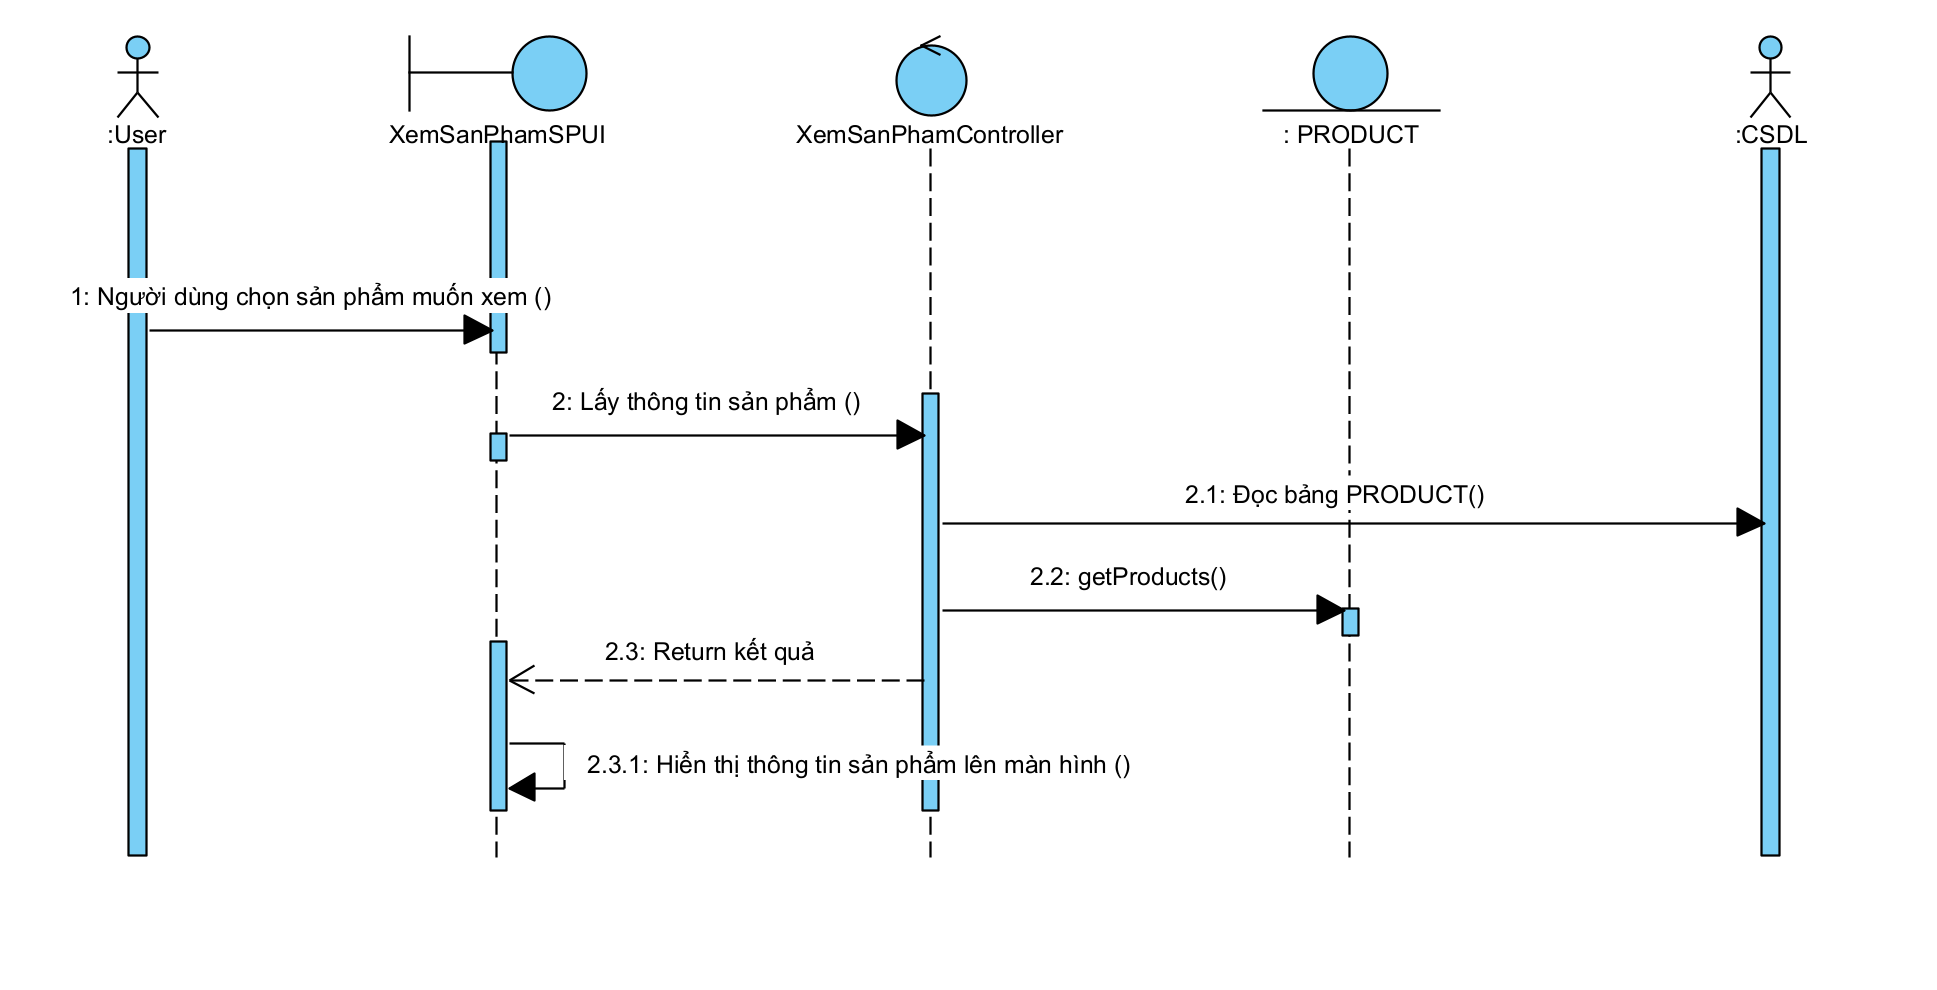 :User
XemSanPhamSPUI
XemSanPhamController
: PRODUCT
:CSDL
1: Người dùng chọn sản phẩm muốn xem ()
2: Lấy thông tin sản phẩm ()
2.1: Đọc bảng PRODUCT()
2.2: getProducts()
2.3: Return kết quả
2.3.1: Hiển thị thông tin sản phẩm lên màn hình ()